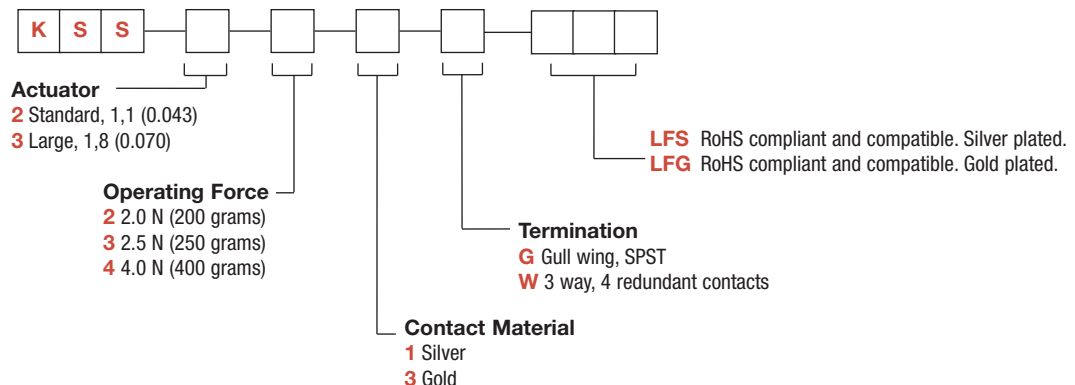 K S S
Actuator
2 Standard, 1,1 (0.043)
3 Large, 1,8 (0.070)
LFS RoHS compliant and compatible. Silver plated.
LFG RoHS compliant and compatible. Gold plated.
Operating Force
2 2.0 N (200 grams)
3 2.5 N (250 grams)
4 4.0 N (400 grams)
Termination
G Gull wing, SPST
W 3 way, 4 redundant contacts
Contact Material
1 Silver
3 Gold